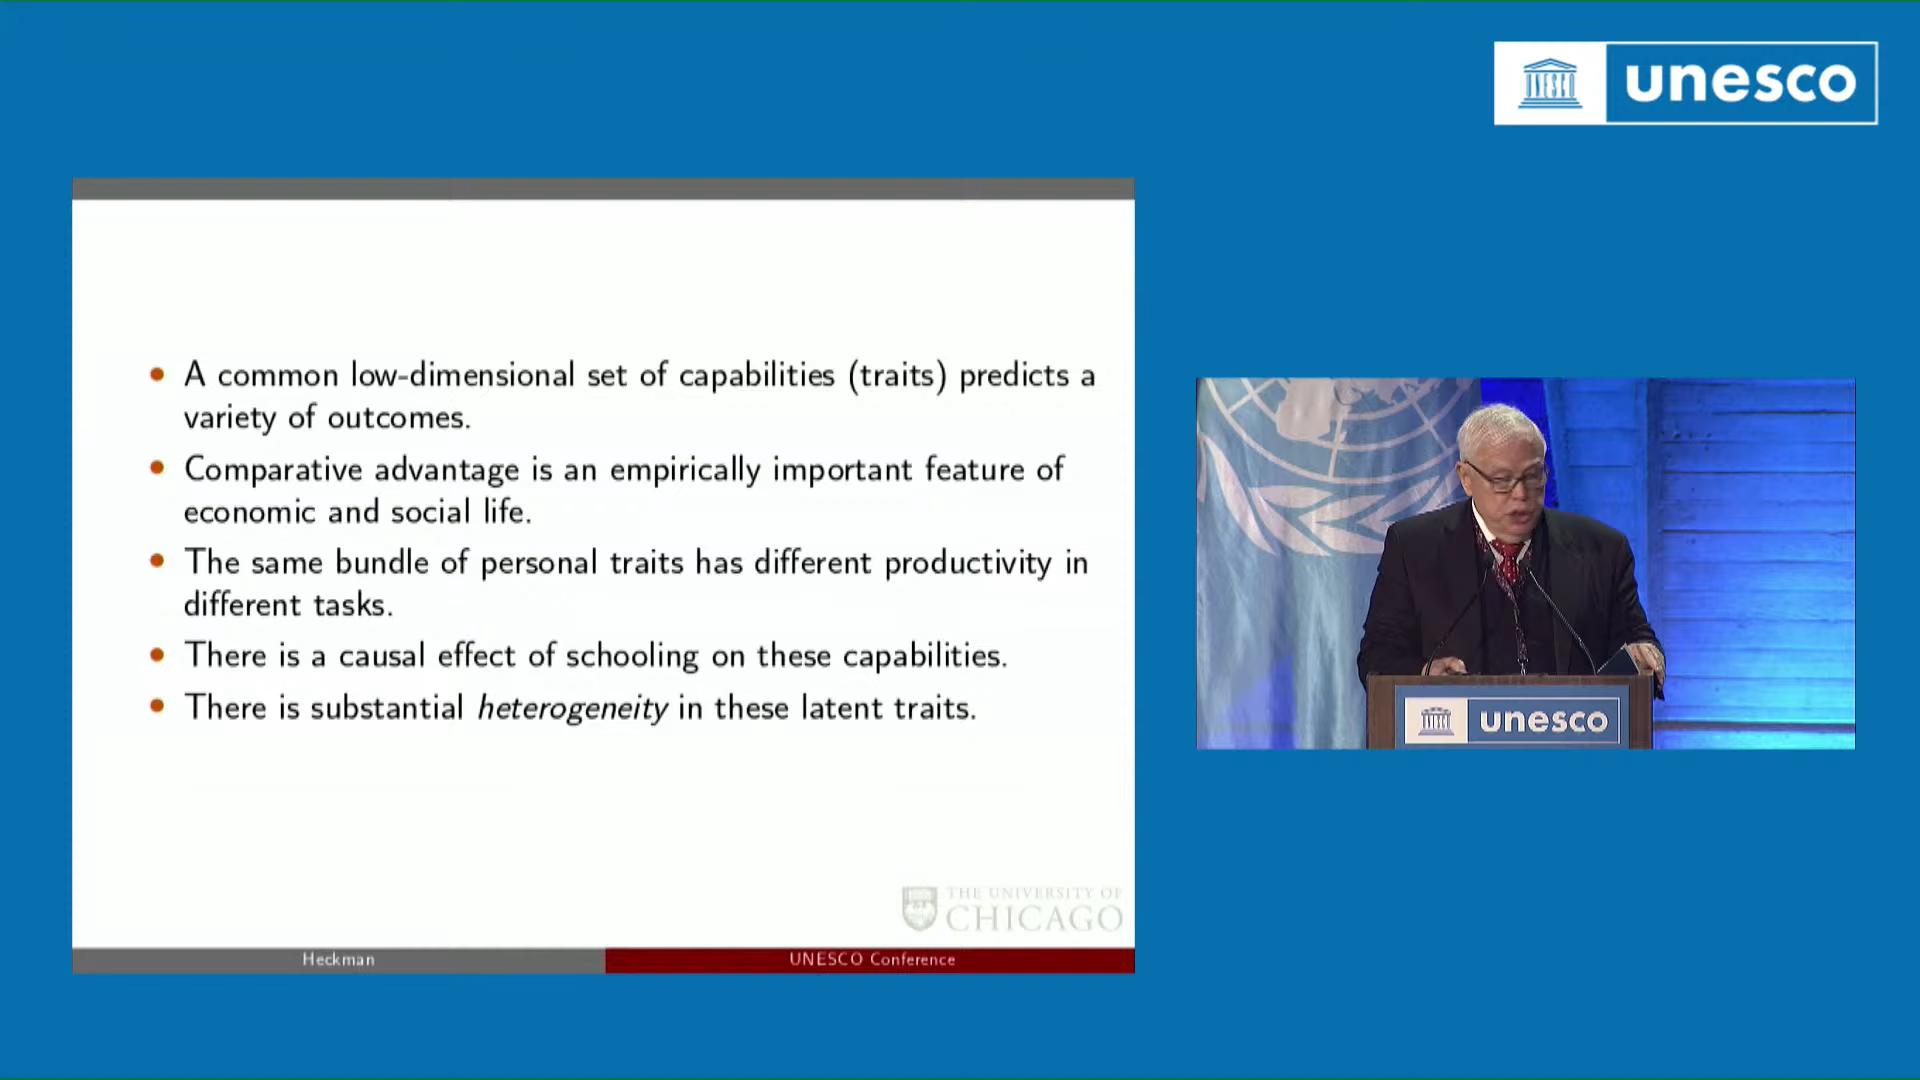 UNESCO
unesco
• A common low-dimensional set of capabilities (traits) predicts a
variety of outcomes.
• Comparative advantage is an empirically important feature of
economic and social life.
• The same bundle of personal traits has different productivity in
different tasks.
• There is a causal effect of schooling on these capabilities.
• There is substantial heterogeneity in these latent traits.
THE UNIVERSITY OF
CHICAGO
Heckman
UNESCO Conference
unesco